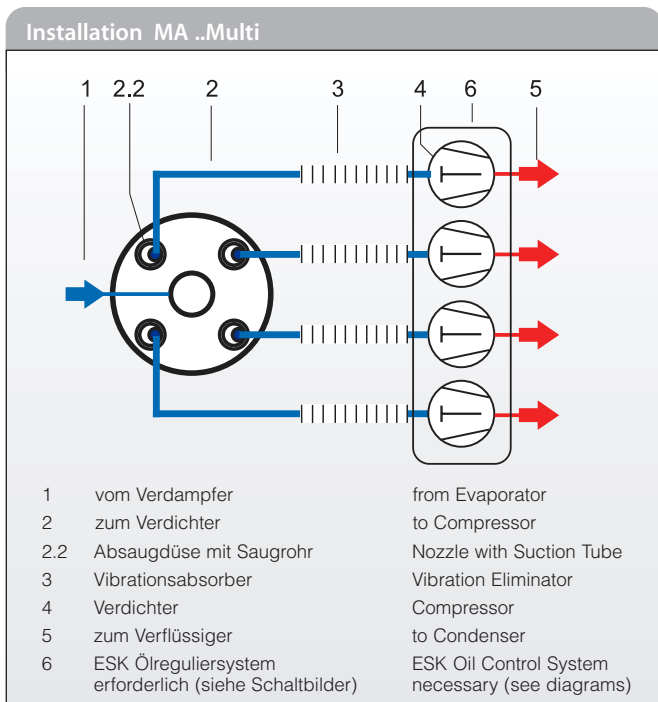 Installation MA ..Multi
1 2.2 2 3 4 6 5
1 vom Verdampfer from Evaporator
2 zum Verdichter to Compressor
2.2 Absaugdüse mit Saugrohr Nozzle with Suction Tube
3 Vibrationsabsorber Vibration Eliminator
4 Verdichter Compressor
5 zum Verflüssiger to Condenser
6 ESK Ölreguliersystem ESK Oil Control System
erforderlich (siehe Schaltbilder) necessary (see diagrams)